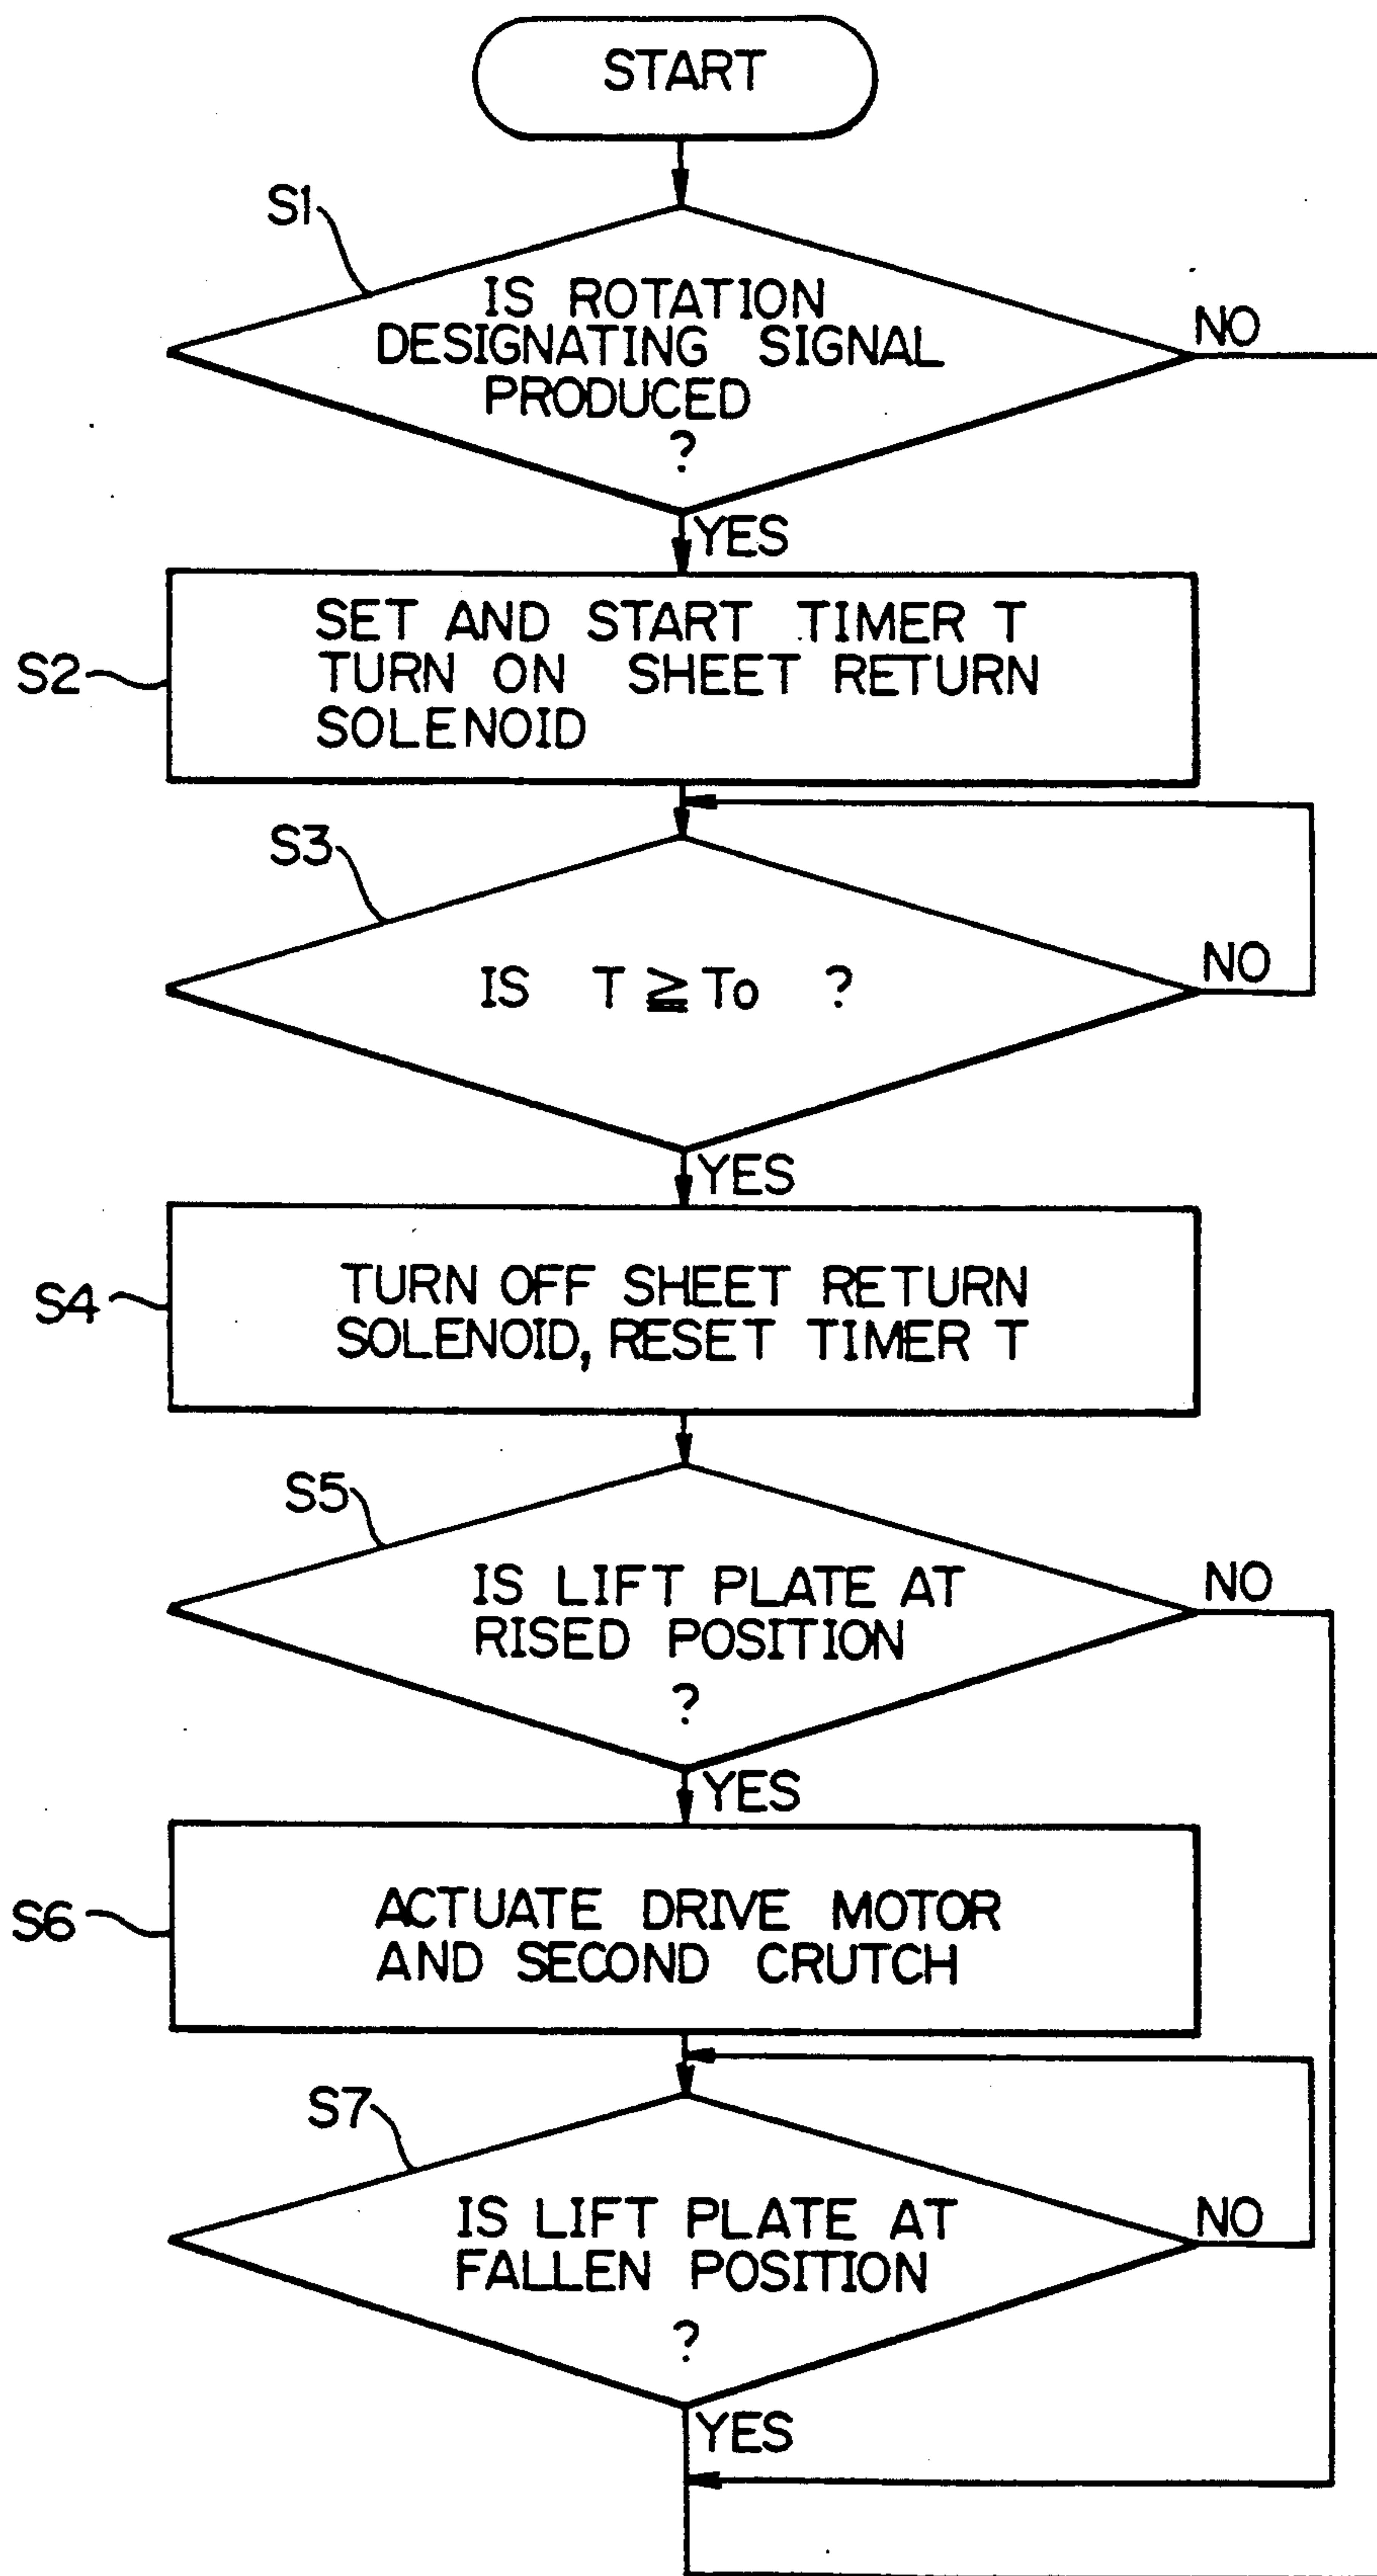 START
S1
IS ROTATION
DESIGNATING SIGNAL
PRODUCED
?
NO
YES
S2
SET AND START TIMER T
TURN ON SHEET RETURN
SOLENOID
S3
IS T ≧ To ?
NO
YES
S4
TURN OFF SHEET RETURN
SOLENOID, RESET TIMER T
S5
IS LIFT PLATE AT
RISED POSITION
?
NO
YES
S6
ACTUATE DRIVE MOTOR
AND SECOND CRUTCH
S7
IS LIFT PLATE AT
FALLEN POSITION
?
NO
YES